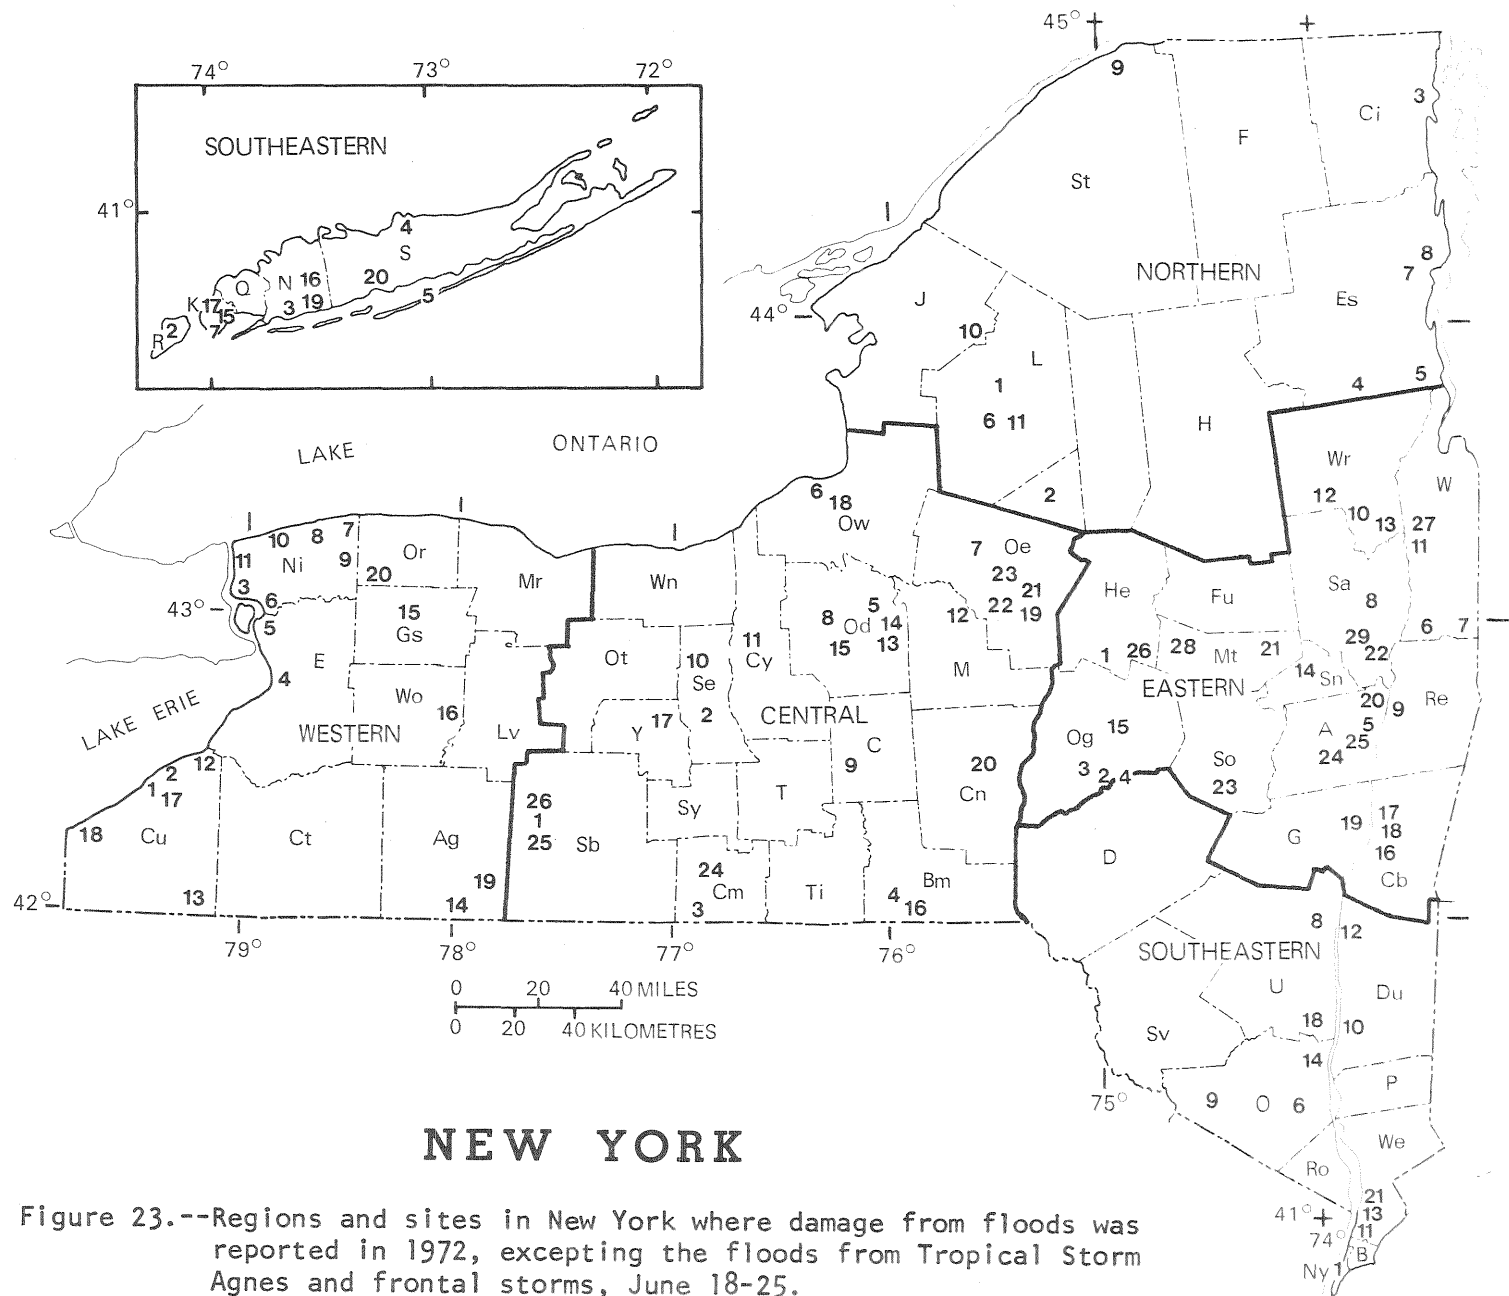 45°
9
3
Ci
F
St
74° 73° 72°
SOUTHEASTERN
41°
4
S
N 16
20
Q
5
K 17
3 19
15
7
R 2
8
NORTHERN
7
Es
J
44°
10
L
1
4 5
6 11
H
LAKE ONTARIO
Wr
W
2
12
6 18
10
Ow
13 27
11
10 8 7
7 Oe
11 Ni 9
Or
20
Mr
Wn
23
He
Fu
Sa
3
21
8
43° 6
5
15
Gs
8 5
Od 14
12 22 19
6 7
5
E
15 13
11
Cy
1 26 28 Mt 21
29
22
Ot
10
Se
M
14 Sn
4
Wo
EASTERN
20
9 Re
LAKE ERIE
16
2
17
Y
CENTRAL
Og 15
A 5
25
24
WESTERN
Lv
C
So
12
2
1
17
9
20
3 2 4
23
Cn
26
1
25
Sb
Sy
T
18
Cu
Ct
Ag
D
G 19
17
18
16
Cb
13
19
14
24
Cm
3
Ti
4
16
Bm
42°
79° 78° 77° 76°
8
12
SOUTHEASTERN
U
Du
18 10
0 20 40 MILES
0 20 40 KILOMETRES
Sv
14
75°
9 O 6
P
We
Ro
21
41°
13
74° 11
B
Ny 1
NEW YORK
Figure 23.--Regions and sites in New York where damage from floods was
reported in 1972, excepting the floods from Tropical Storm
Agnes and frontal storms, June 18-25.